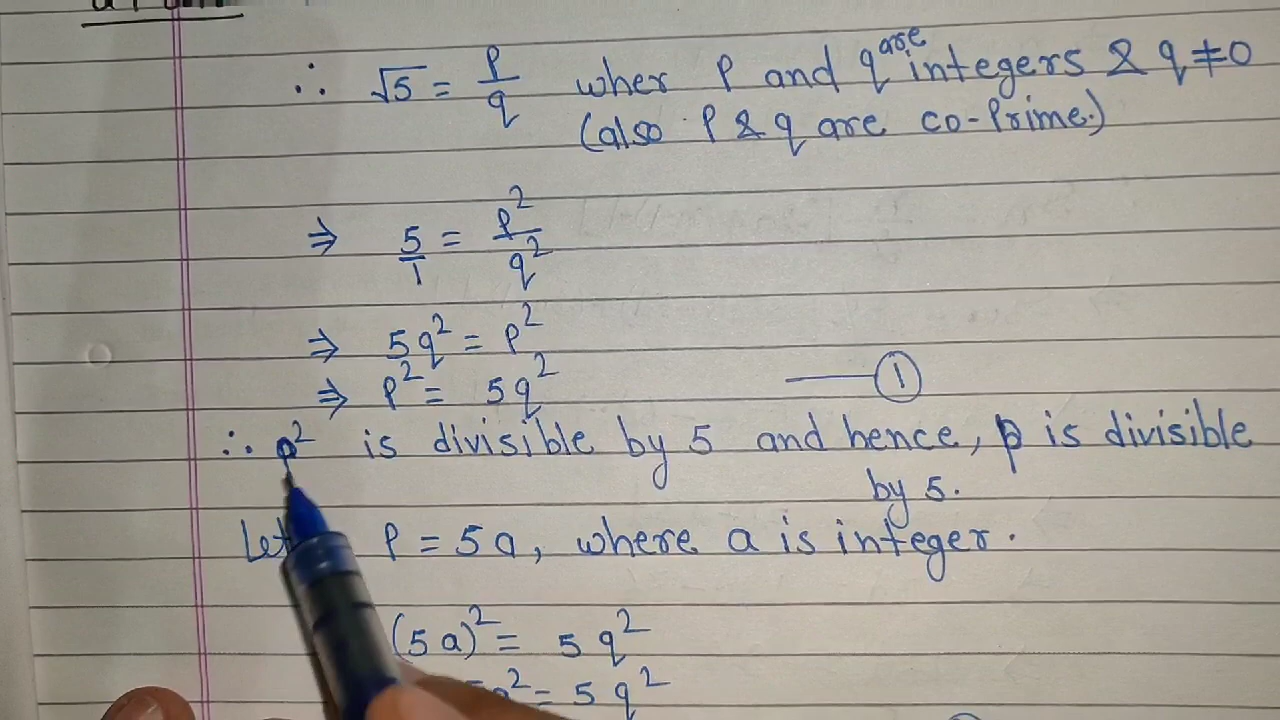 ∴ √5 = p/q where p and q are integers & q ≠ 0
(also p & q are co-prime.)
⇒ 5/1 = p²/q²
⇒ 5q² = p²
⇒ p² = 5q² ——①
∴ p² is divisible by 5 and hence, p is divisible
by 5.
Let p = 5a, where a is integer.
(5a)² = 5q²
² = 5q²